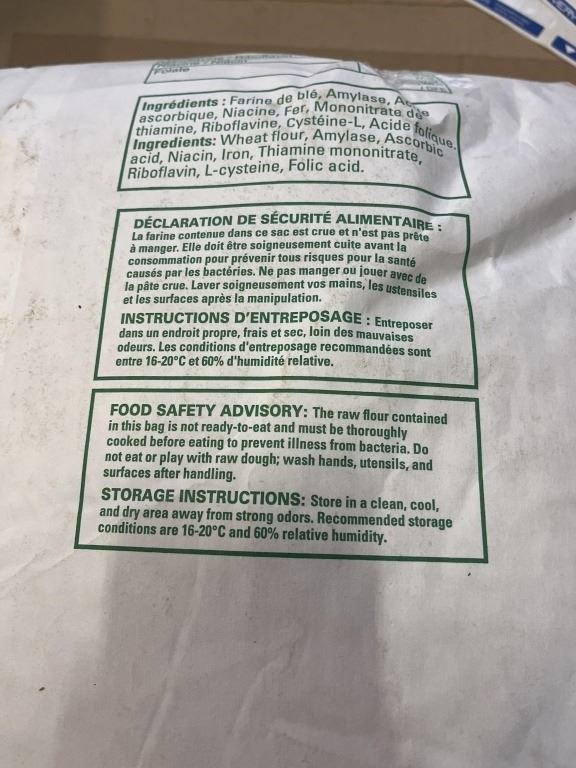 Folate
Ingrédients : Farine de blé, Amylase,
ascorbique, Niacine, Fer, Mononitrate de
thiamine, Riboflavine, Cystéine-L, Acide folique.
Ingredients: Wheat flour, Amylase, Ascorbic
acid, Niacin, Iron, Thiamine mononitrate,
Riboflavin, L-cysteine, Folic acid.
DÉCLARATION DE SÉCURITÉ ALIMENTAIRE :
La farine contenue dans ce sac est crue et n'est pas prête
à manger. Elle doit être soigneusement cuite avant la
consommation pour prévenir tous risques pour la santé
causés par les bactéries. Ne pas manger ou jouer avec de
la pâte crue. Laver soigneusement vos mains, les ustensiles
et les surfaces après la manipulation.
INSTRUCTIONS D'ENTREPOSAGE : Entreposer
dans un endroit propre, frais et sec, loin des mauvaises
odeurs. Les conditions d'entreposage recommandées sont
entre 16-20°C et 60% d'humidité relative.
FOOD SAFETY ADVISORY: The raw flour contained
in this bag is not ready-to-eat and must be thoroughly
cooked before eating to prevent illness from bacteria. Do
not eat or play with raw dough; wash hands, utensils, and
surfaces after handling.
STORAGE INSTRUCTIONS: Store in a clean, cool,
and dry area away from strong odors. Recommended storage
conditions are 16-20°C and 60% relative humidity.